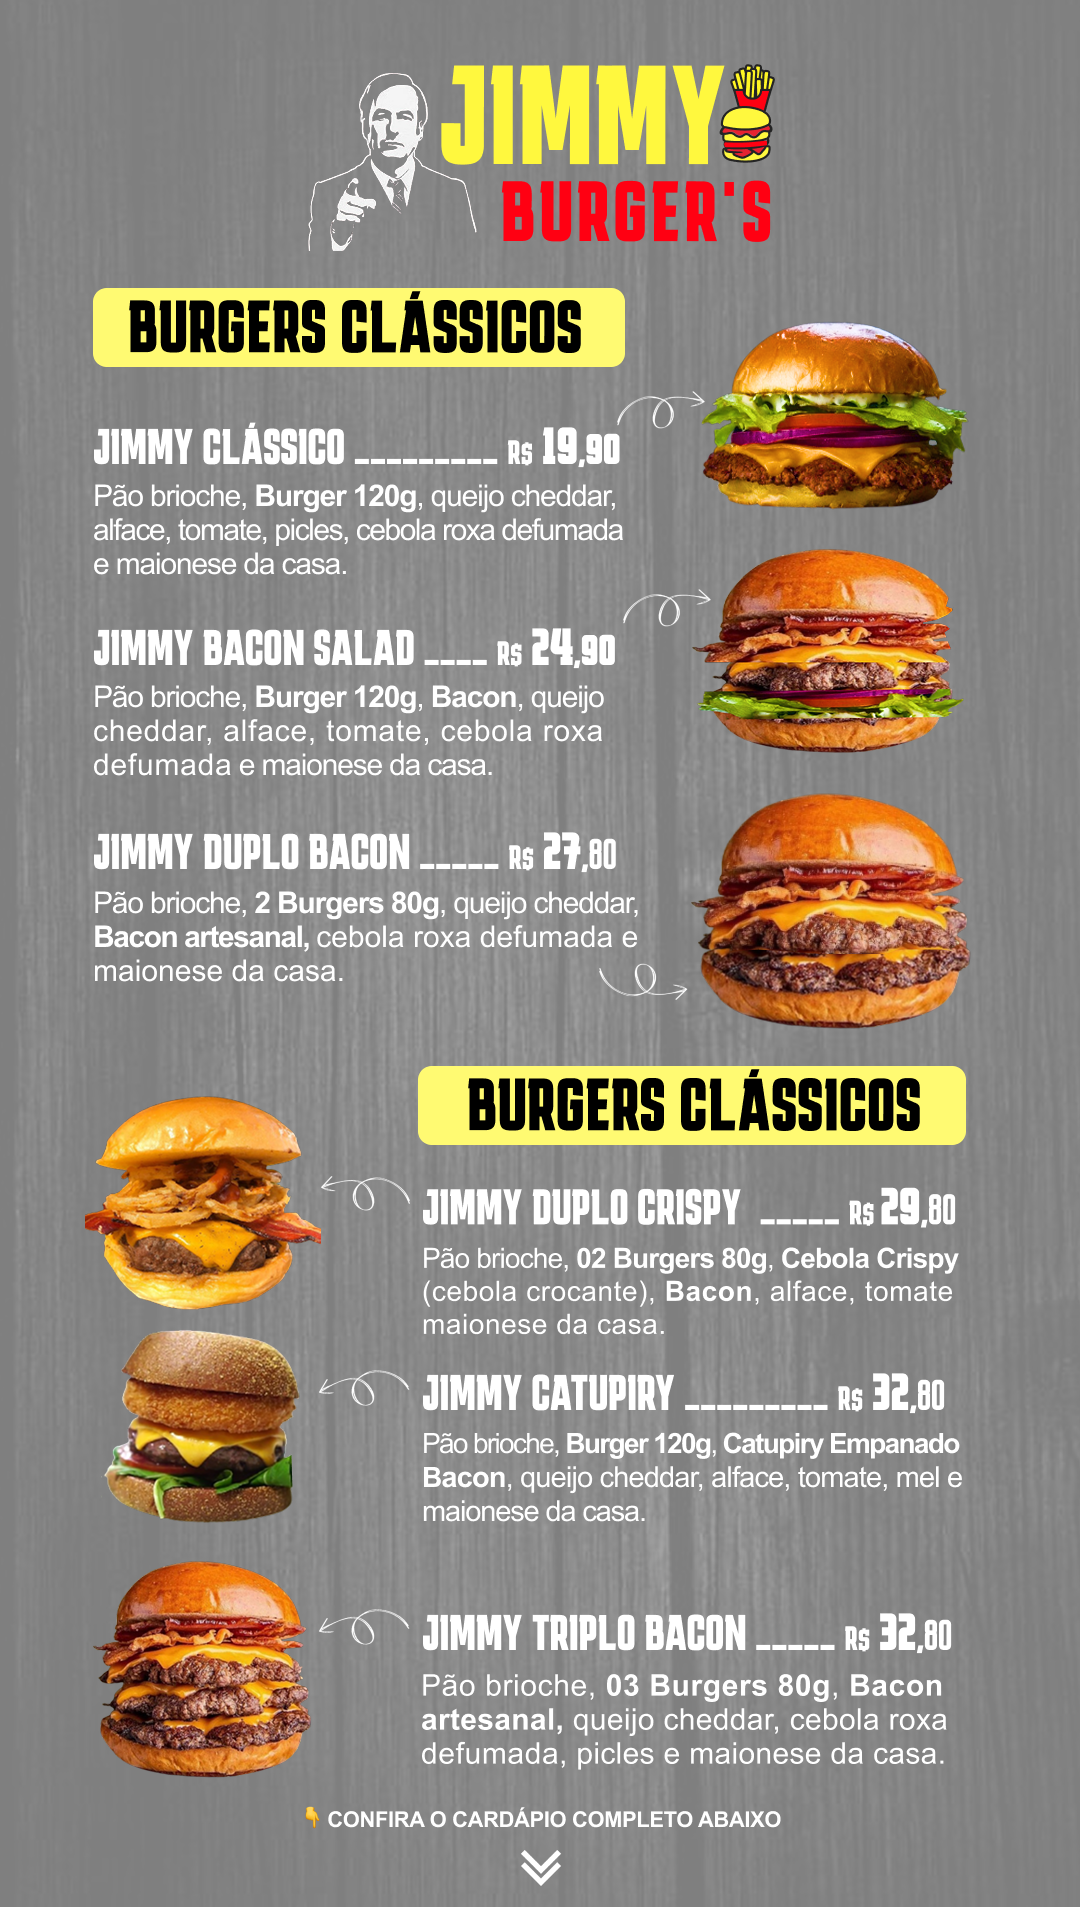 JIMMY
BURGER'S
BURGERS CLÁSSICOS
JIMMY CLÁSSICO _________ R$ 19,90
Pão brioche, Burger 120g, queijo cheddar,
alface, tomate, picles, cebola roxa defumada
e maionese da casa.
JIMMY BACON SALAD ____ R$ 24,90
Pão brioche, Burger 120g, Bacon, queijo
cheddar, alface, tomate, cebola roxa
defumada e maionese da casa.
JIMMY DUPLO BACON _____ R$ 27,80
Pão brioche, 2 Burgers 80g, queijo cheddar,
Bacon artesanal, cebola roxa defumada e
maionese da casa.
BURGERS CLÁSSICOS
JIMMY DUPLO CRISPY _____ R$ 29,80
Pão brioche, 02 Burgers 80g, Cebola Crispy
(cebola crocante), Bacon, alface, tomate
maionese da casa.
JIMMY CATUPIRY _________ R$ 32,80
Pão brioche, Burger 120g, Catupiry Empanado
Bacon, queijo cheddar, alface, tomate, mel e
maionese da casa.
JIMMY TRIPLO BACON _____ R$ 32,80
Pão brioche, 03 Burgers 80g, Bacon
artesanal, queijo cheddar, cebola roxa
defumada, picles e maionese da casa.
👇 CONFIRA O CARDÁPIO COMPLETO ABAIXO